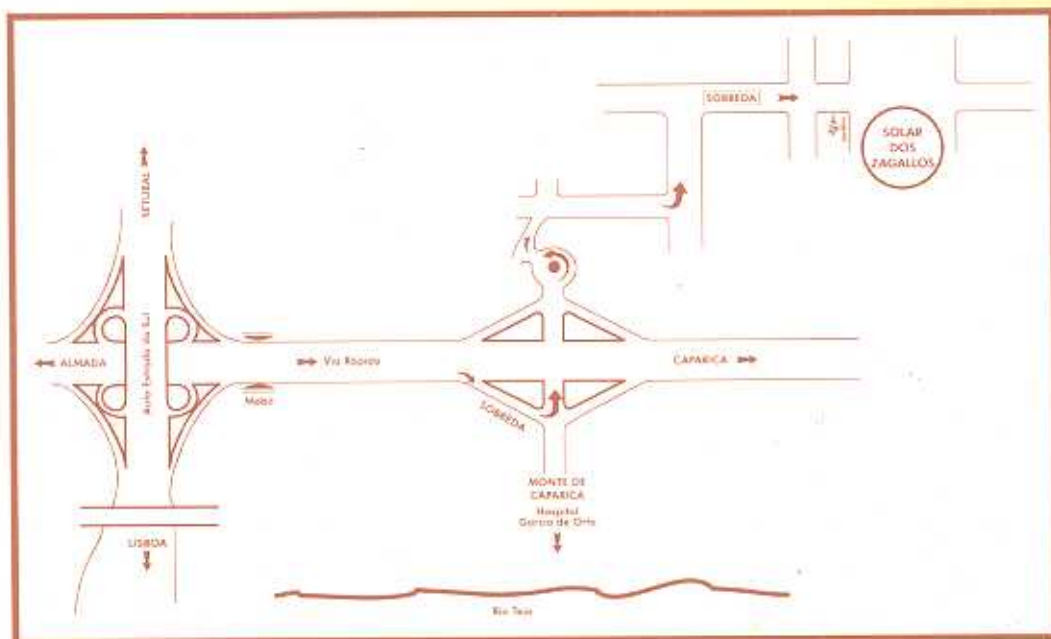 SOBREDA
SOLAR
DOS
ZAGALLOS
SETUBAL
Auto Estrada do Sul
ALMADA
Via Rápida
CAPARICA
Mobil
SOBREDA
MONTE DE
CAPARICA
Hospital
Garcia de Orta
LISBOA
Rio Tejo